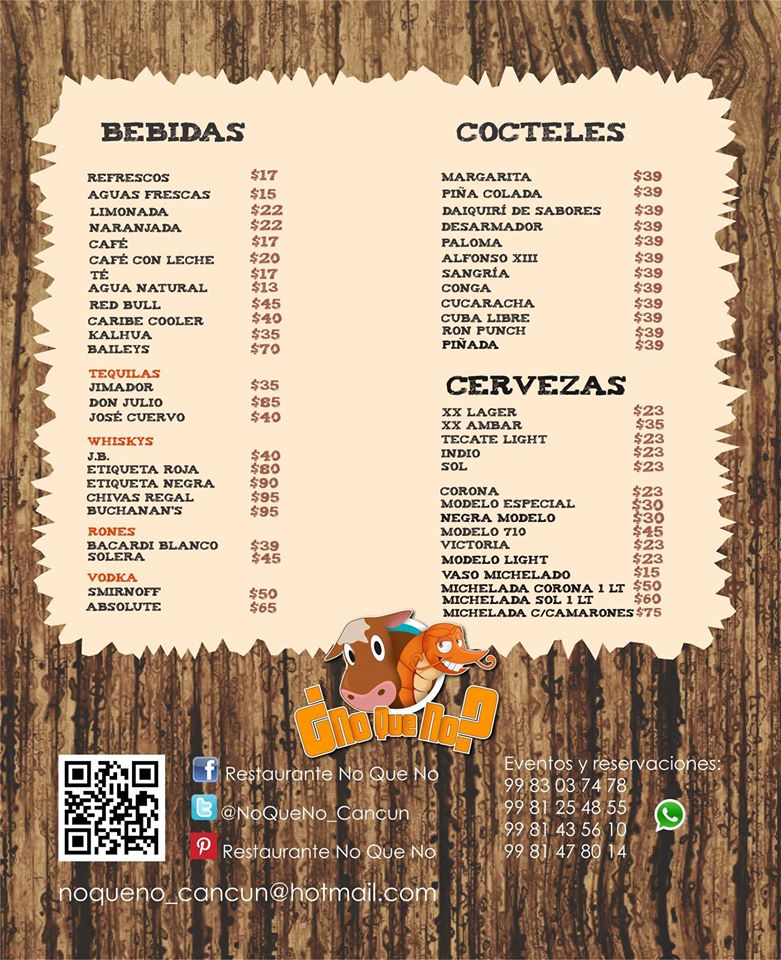 BEBIDAS
REFRESCOS $17
AGUAS FRESCAS $15
LIMONADA $22
NARANJADA $22
CAFÉ $17
CAFÉ CON LECHE $20
TÉ $17
AGUA NATURAL $13
RED BULL $45
CARIBE COOLER $40
KALHUA $35
BAILEYS $70
TEQUILAS
JIMADOR $35
DON JULIO $85
JOSÉ CUERVO $40
WHISKYS
J.B. $40
ETIQUETA ROJA $80
ETIQUETA NEGRA $90
CHIVAS REGAL $95
BUCHANAN'S $95
RONES
BACARDI BLANCO $39
SOLERA $45
VODKA
SMIRNOFF $50
ABSOLUTE $65
COCTELES
MARGARITA $39
PIÑA COLADA $39
DAIQUIRÍ DE SABORES $39
DESARMADOR $39
PALOMA $39
ALFONSO XIII $39
SANGRÍA $39
CONGA $39
CUCARACHA $39
CUBA LIBRE $39
RON PUNCH $39
PIÑADA $39
CERVEZAS
XX LAGER $23
XX AMBAR $35
TECATE LIGHT $23
INDIO $23
SOL $23
CORONA $23
MODELO ESPECIAL $30
NEGRA MODELO $30
MODELO 710 $45
VICTORIA $23
MODELO LIGHT $23
VASO MICHELADO $15
MICHELADA CORONA 1 LT $50
MICHELADA SOL 1 LT $60
MICHELADA C/CAMARONES $75
¿No Que No?
Restaurante No Que No
@NoQueNo_Cancun
Restaurante No Que No
noqueno_cancun@hotmail.com
Eventos y reservaciones:
99 83 03 74 78
99 81 25 48 55
99 81 43 56 10
99 81 47 80 14